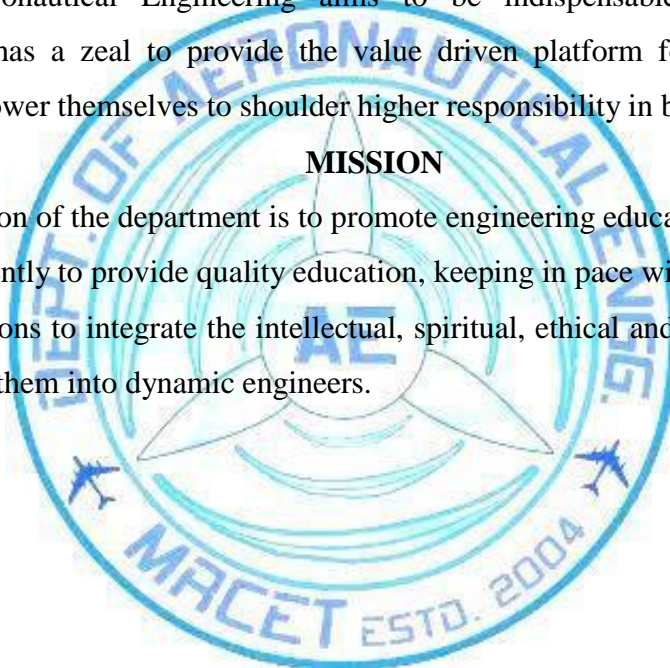 onautical Engineering aims to be indispensable
has a zeal to provide the value driven platform f
ower themselves to shoulder higher responsibility in b
MISSION
on of the department is to promote engineering educa
ntly to provide quality education, keeping in pace wi
ons to integrate the intellectual, spiritual, ethical and
them into dynamic engineers.
DEPT. OF AERONAUTICAL ENGG.
AE
MRCET ESTD. 2004